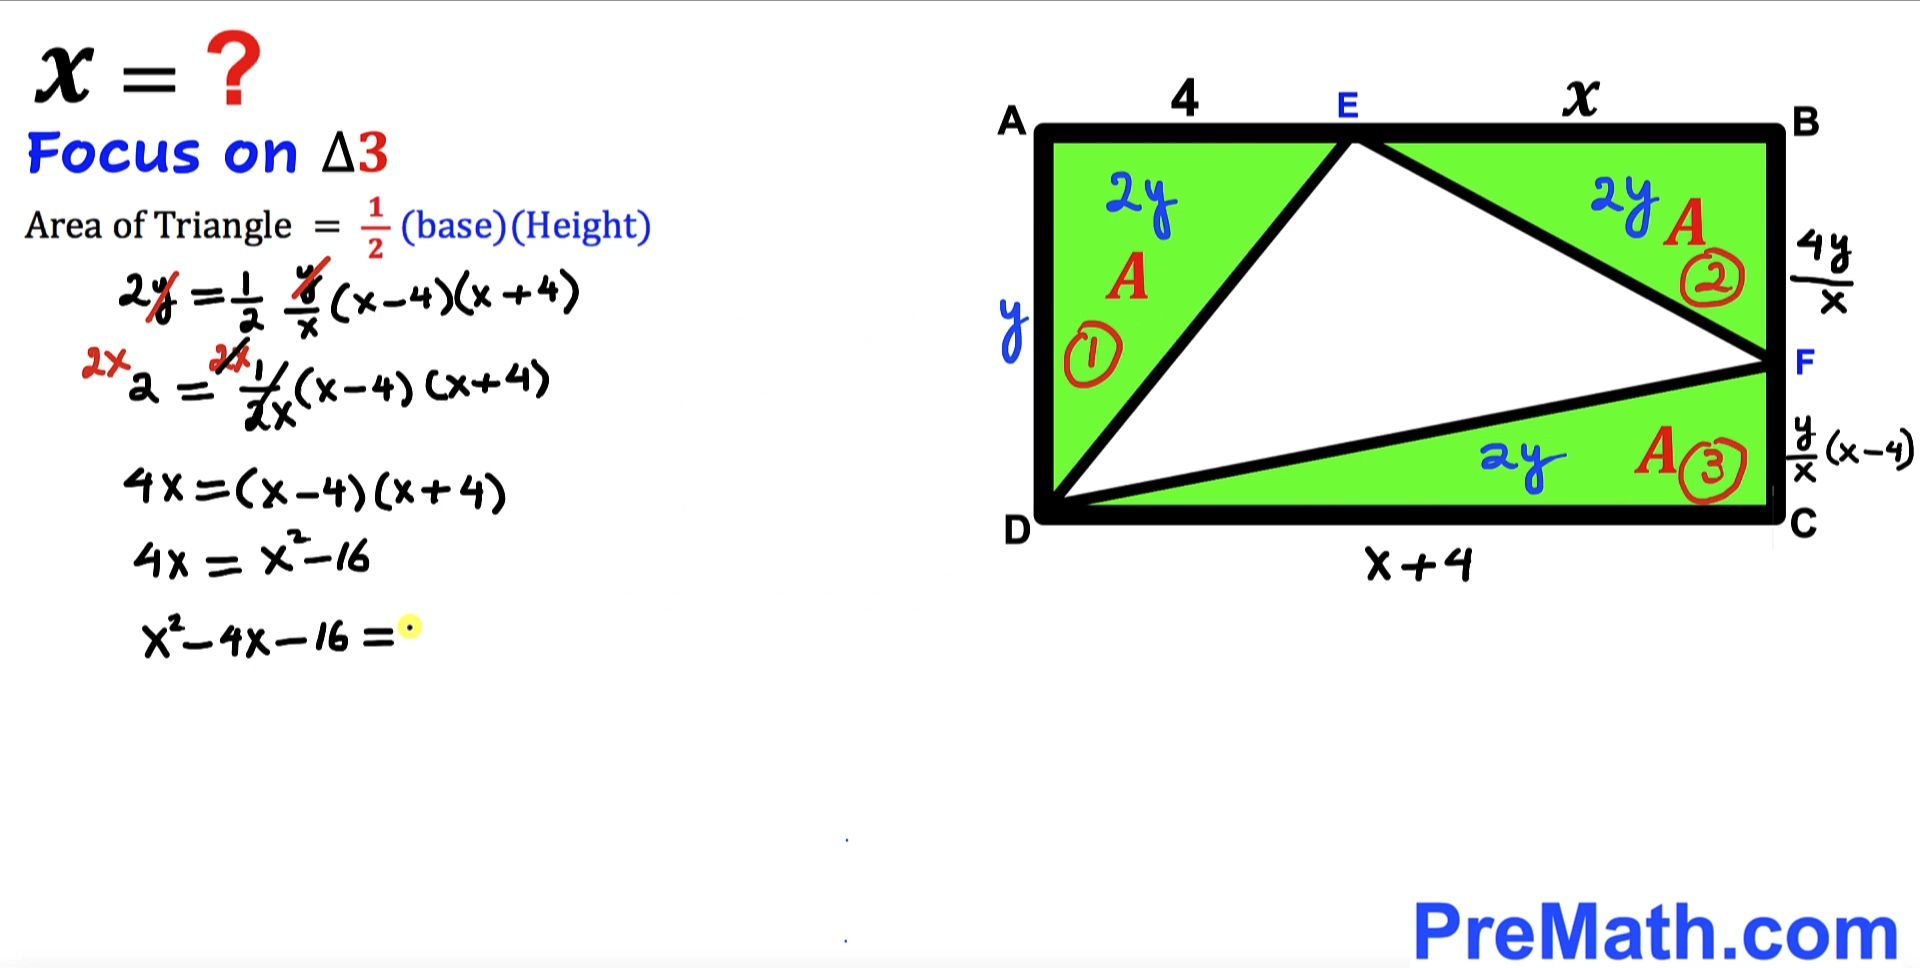 x = ?
Focus on Δ3
Area of Triangle = 1/2 (base)(Height)
2y = 1/2 y/x (x-4)(x+4)
2x 2 = 2x 1/2x (x-4)(x+4)
4x = (x-4)(x+4)
4x = x²-16
x²-4x-16 =
4 E x
A B
2y 2y A
A 4y/x
y 1 2
F
2y A 3 y/x (x-4)
D C
x+4
PreMath.com